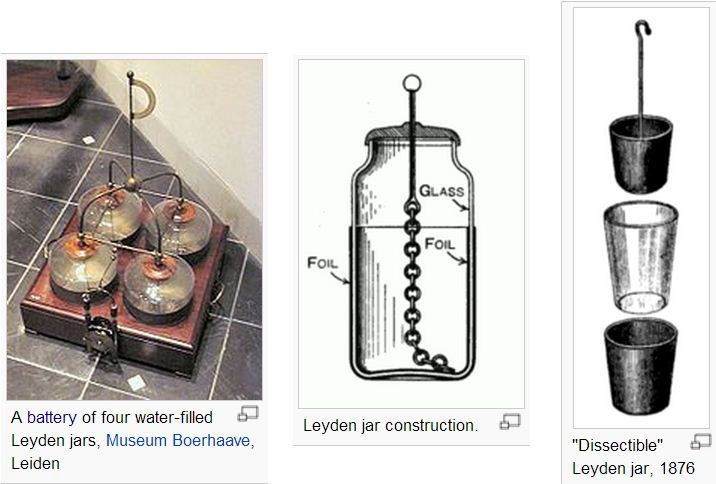 A battery of four water-filled
Leyden jars, Museum Boerhaave,
Leiden
GLASS
FOIL
FOIL
Leyden jar construction.
"Dissectible"
Leyden jar, 1876